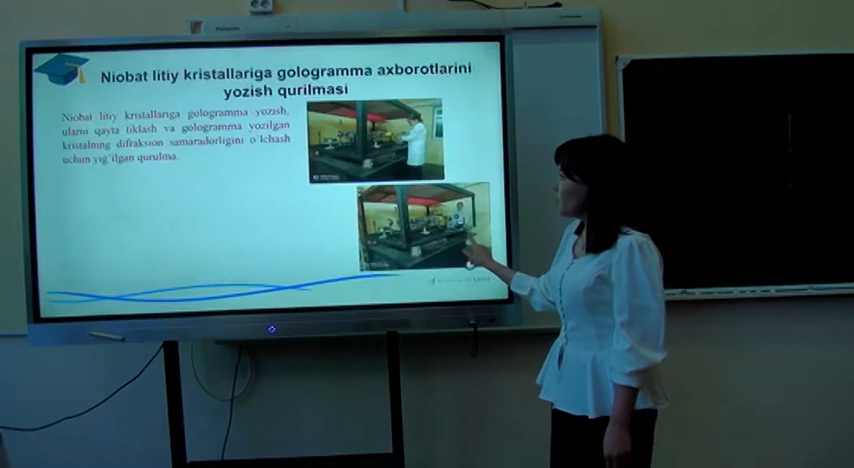 Niobat litiy kristallariga gologramma axborotlarini
yozish qurilmasi
Niobat litiy kristallariga gologramma yozish,
ularni qayta tiklash va gologramma yozilgan
kristalning difraksion samaradorligini o`lchash
uchun yig`ilgan qurulma.